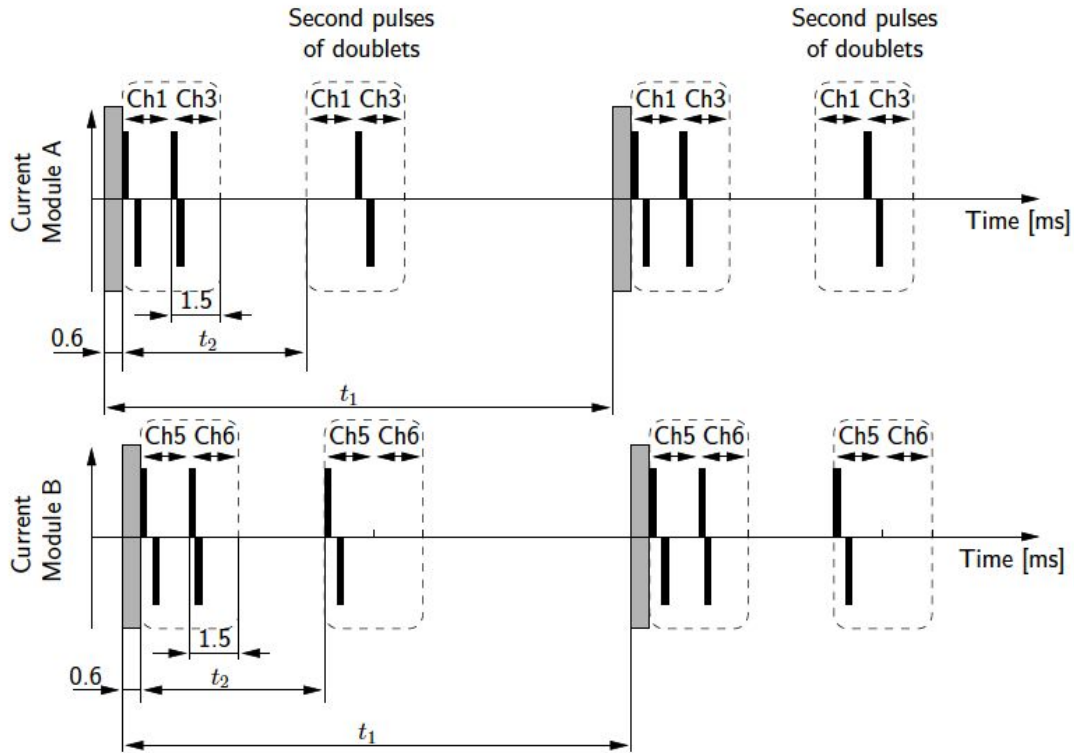 Second pulses
of doublets
Second pulses
of doublets
Ch1 Ch3
Ch1 Ch3
Ch1 Ch3
Ch1 Ch3
Current
Module A
Time [ms]
1.5
0.6
t2
t1
Ch5 Ch6
Ch5 Ch6
Ch5 Ch6
Ch5 Ch6
Current
Module B
Time [ms]
1.5
0.6
t2
t1